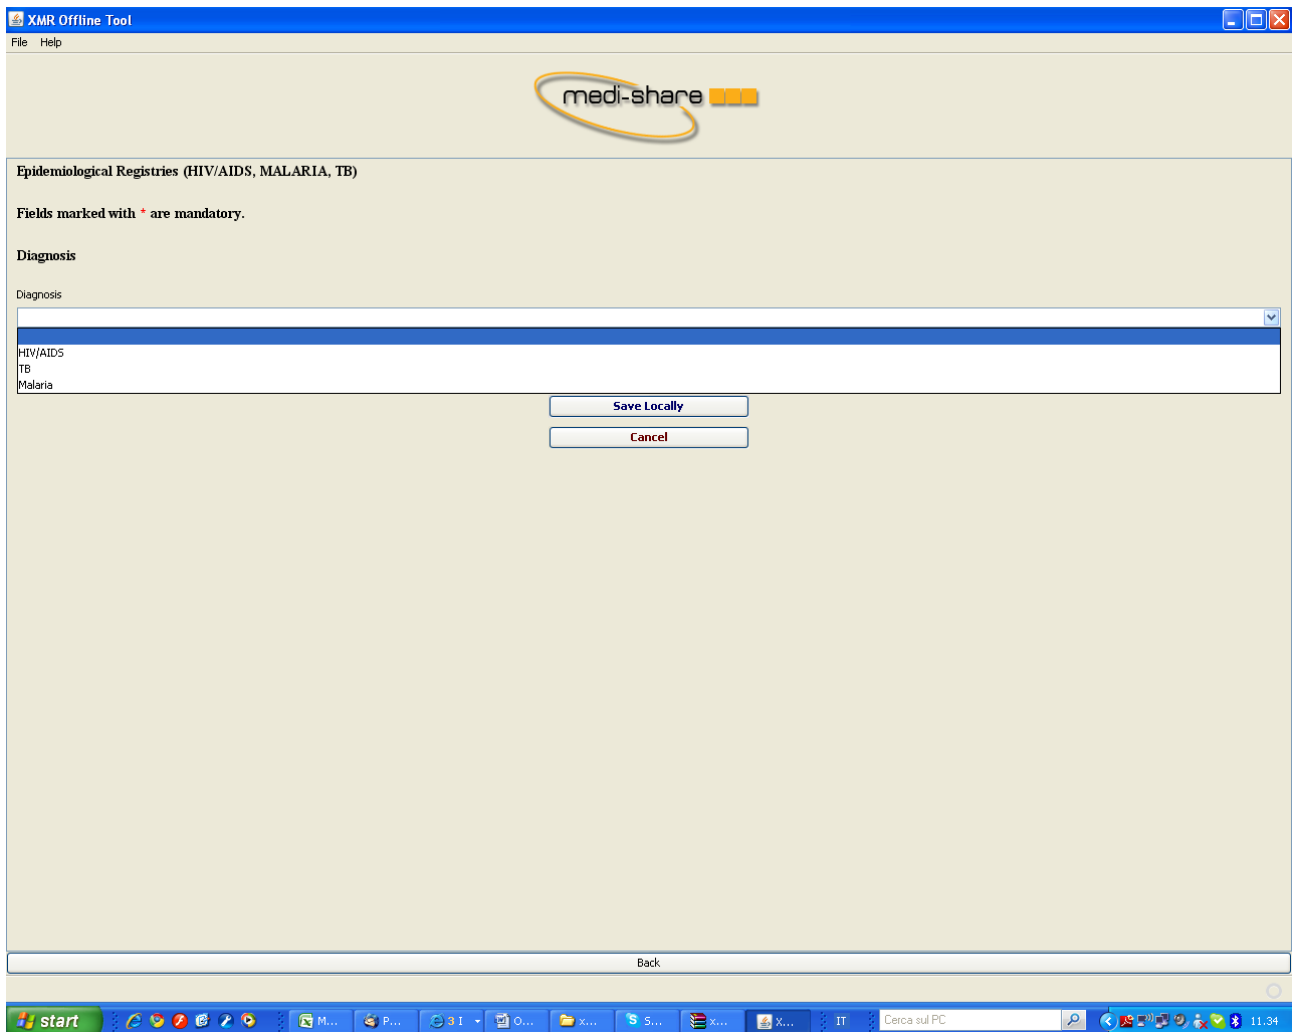 XMR Offline Tool
File Help
medi-share
Epidemiological Registries (HIV/AIDS, MALARIA, TB)
Fields marked with * are mandatory.
Diagnosis
Diagnosis
HIV/AIDS
TB
Malaria
Save Locally
Cancel
Back
start M... P... 3 I O... x... S... x... X... IT Cerca sul PC 11.34